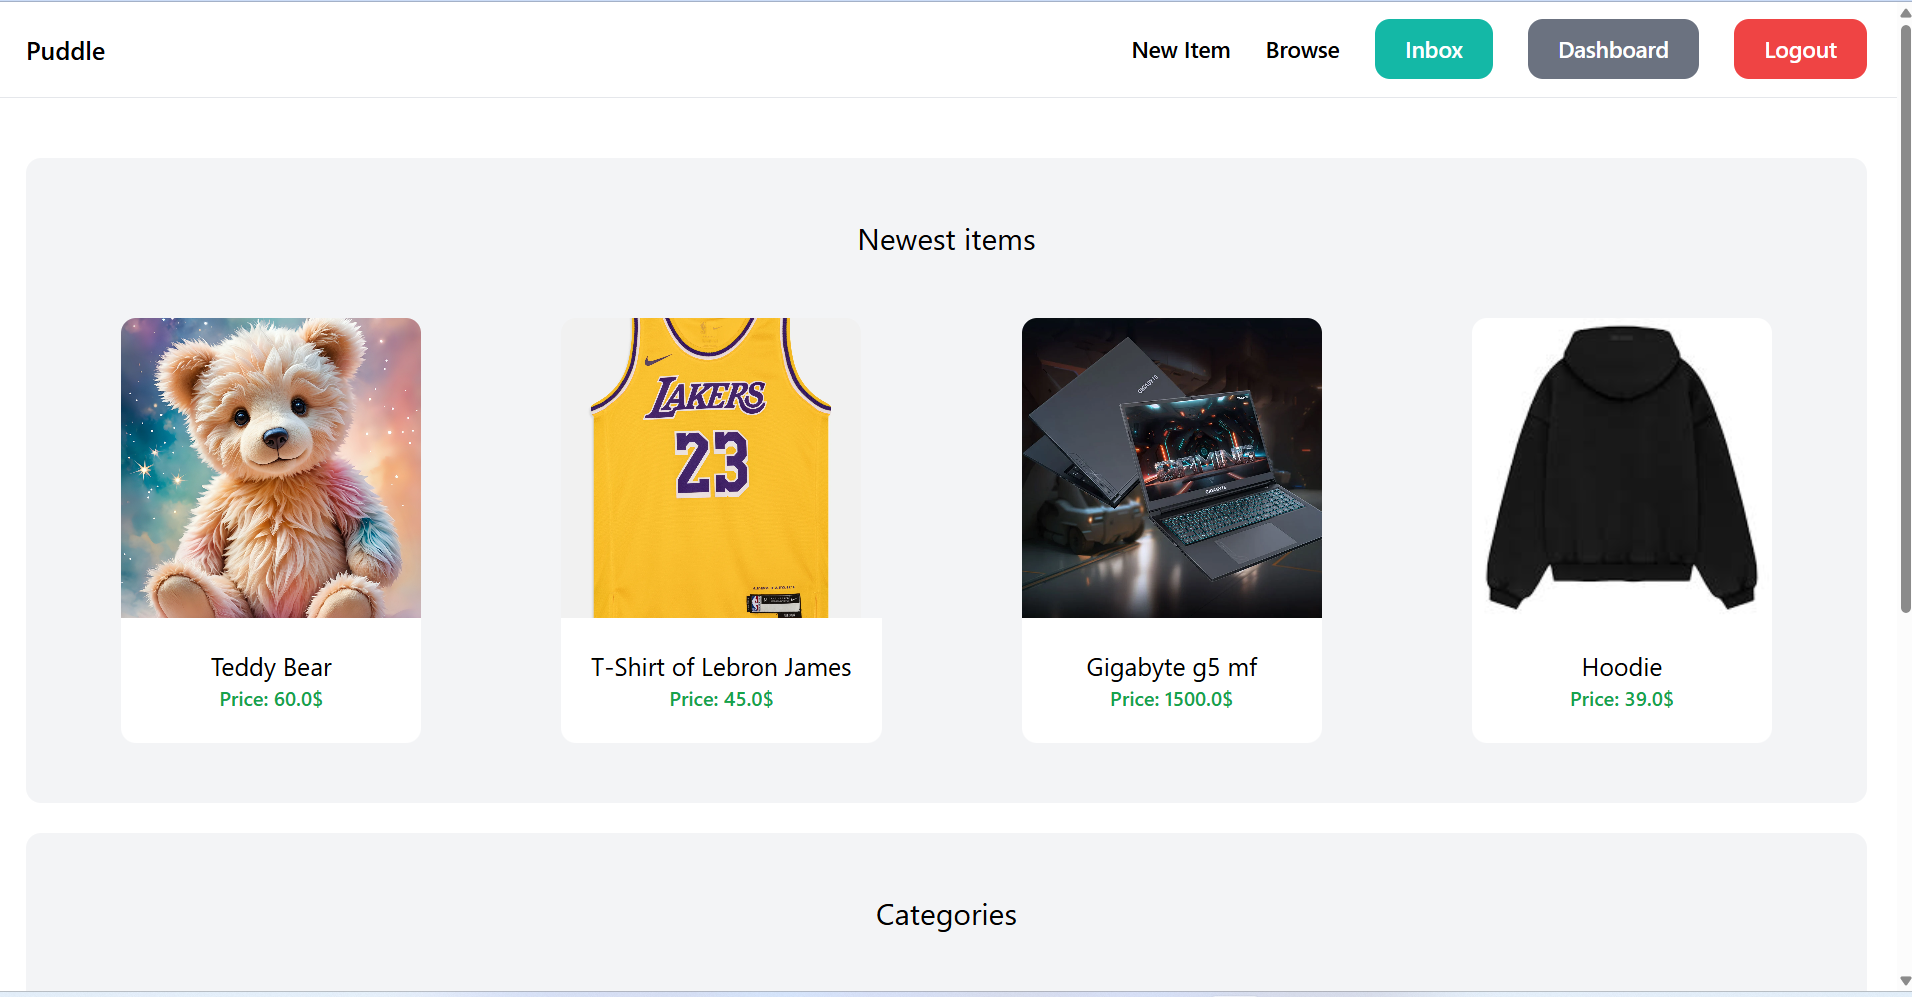 Puddle
New Item Browse Inbox Dashboard Logout
Newest items
LAKERS
23
Teddy Bear
Price: 60.0$
T-Shirt of Lebron James
Price: 45.0$
Gigabyte g5 mf
Price: 1500.0$
Hoodie
Price: 39.0$
Categories